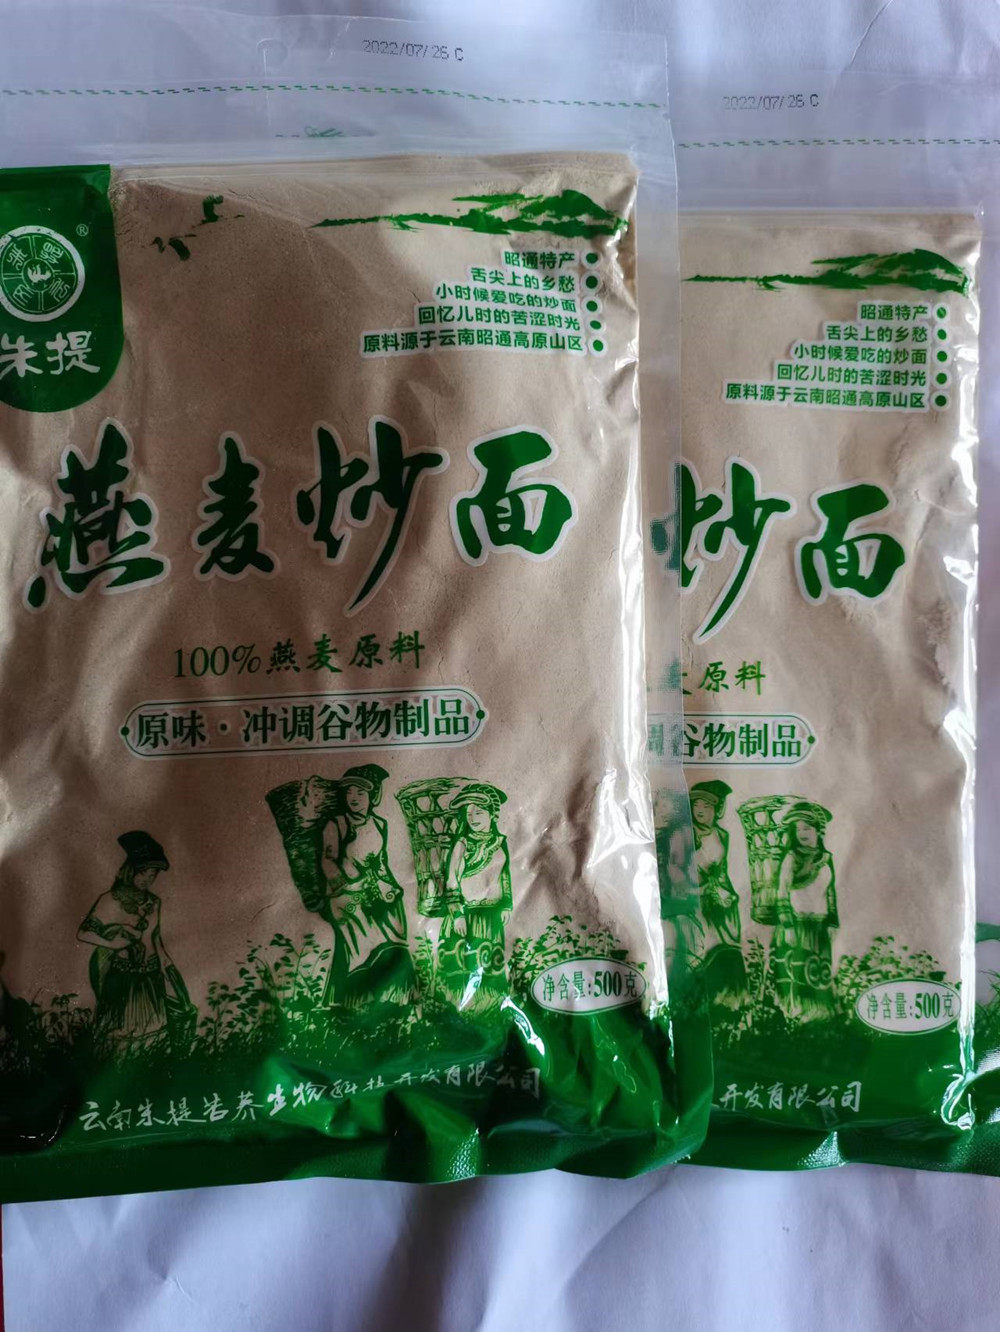 2022/07/26 C
®
朱提
昭通特产
舌尖上的乡愁
小时候爱吃的炒面
回忆儿时的苦涩时光
原料源于云南昭通高原山区
燕麦炒面
100%燕麦原料
原味·冲调谷物制品
净含量:500克
云南朱提苦荞生物科技开发有限公司
2022/07/26 C
昭通特产
舌尖上的乡愁
小时候爱吃的炒面
回忆儿时的苦涩时光
原料源于云南昭通高原山区
炒面
原料
谷物制品
净含量:500克
开发有限公司